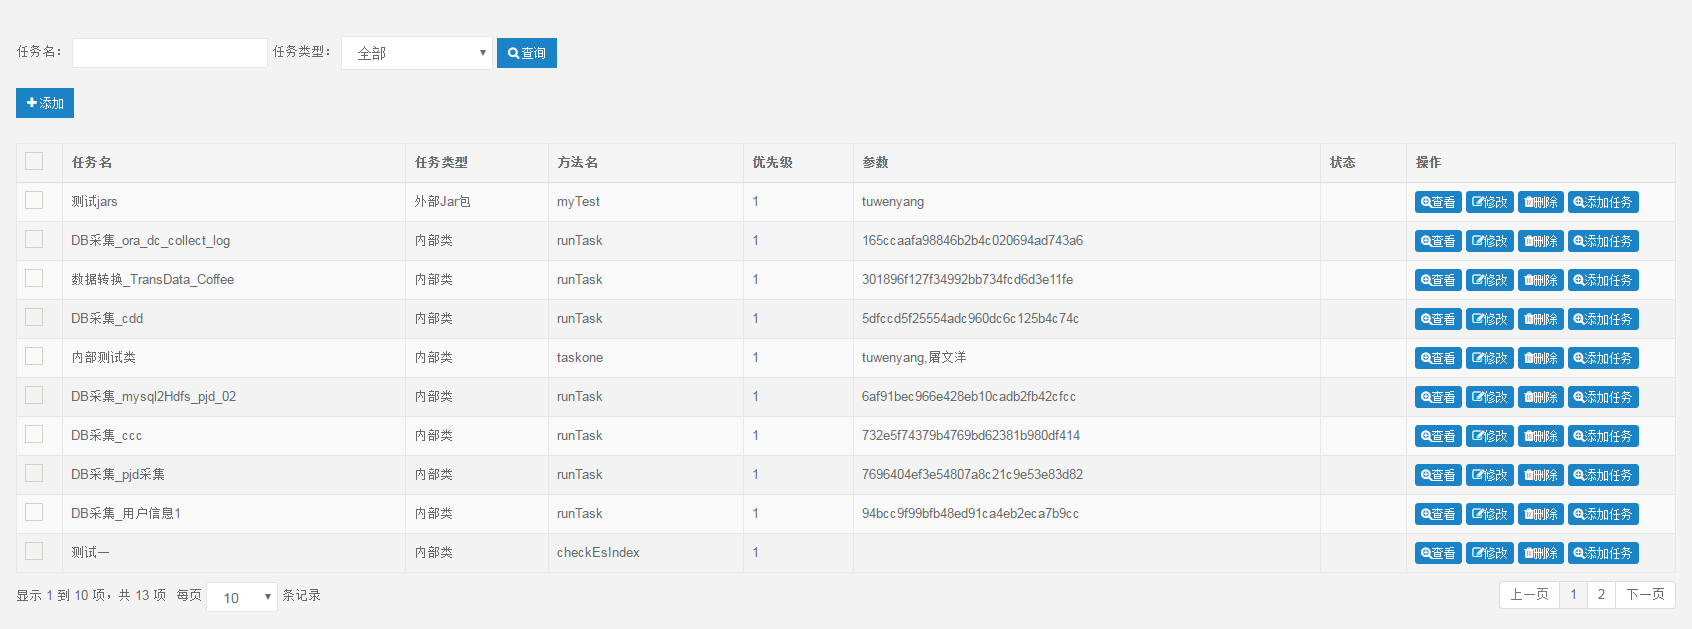 任务名： 任务类型： 全部 查询
添加
任务名 任务类型 方法名 优先级 参数 状态 操作
测试jars 外部Jar包 myTest 1 tuwenyang 查看 修改 删除 添加任务
DB采集_ora_dc_collect_log 内部类 runTask 1 165ccaafa98846b2b4c020694ad743a6 查看 修改 删除 添加任务
数据转换_TransData_Coffee 内部类 runTask 1 301896f127f34992bb734fcd6d3e11fe 查看 修改 删除 添加任务
DB采集_cdd 内部类 runTask 1 5dfccd5f25554adc960dc6c125b4c74c 查看 修改 删除 添加任务
内部测试类 内部类 taskone 1 tuwenyang,屠文洋 查看 修改 删除 添加任务
DB采集_mysql2Hdfs_pjd_02 内部类 runTask 1 6af91bec966e428eb10cadb2fb42cfcc 查看 修改 删除 添加任务
DB采集_ccc 内部类 runTask 1 732e5f74379b4769bd62381b980df414 查看 修改 删除 添加任务
DB采集_pjd采集 内部类 runTask 1 7696404ef3e54807a8c21c9e53e83d82 查看 修改 删除 添加任务
DB采集_用户信息1 内部类 runTask 1 94bcc9f99bfb48ed91ca4eb2eca7b9cc 查看 修改 删除 添加任务
测试一 内部类 checkEsIndex 1 查看 修改 删除 添加任务
显示 1 到 10 项，共 13 项 每页 10 条记录 上一页 1 2 下一页